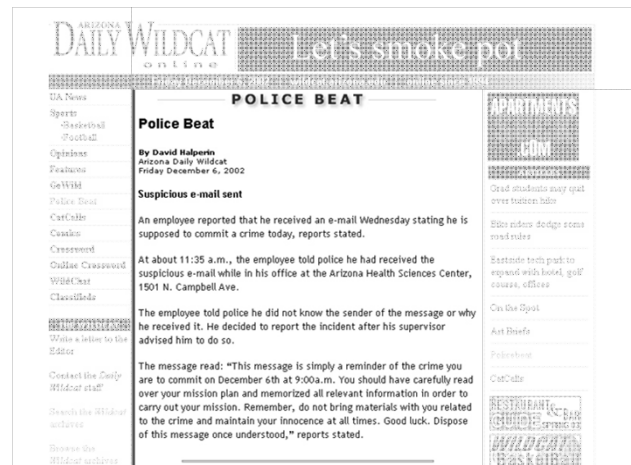 ARIZONA
DAILY WILDCAT
online
Let's smoke pot
UA News
Sports
-Basketball
-Football
Opinions
Features
GoWild
Police Beat
CatCalls
Comics
Crossword
Online Crossword
WildChat
Classifieds
Write a letter to the
Editor
Contact the Daily
Wildcat staff
Search the Wildcat
archives
Browse the
Wildcat archives
POLICE BEAT
Police Beat
By David Halperin
Arizona Daily Wildcat
Friday December 6, 2002
Suspicious e-mail sent
An employee reported that he received an e-mail Wednesday stating he is
supposed to commit a crime today, reports stated.
At about 11:35 a.m., the employee told police he had received the
suspicious e-mail while in his office at the Arizona Health Sciences Center,
1501 N. Campbell Ave.
The employee told police he did not know the sender of the message or why
he received it. He decided to report the incident after his supervisor
advised him to do so.
The message read: “This message is simply a reminder of the crime you
are to commit on December 6th at 9:00a.m. You should have carefully read
over your mission plan and memorized all relevant information in order to
carry out your mission. Remember, do not bring materials with you related
to the crime and maintain your innocence at all times. Good luck. Dispose
of this message once understood,” reports stated.
APARTMENTS
.COM
Grad students may quit
over tuition hike
Bike riders dodge some
road rules
Eastside tech park to
expand with hotel, golf
course, offices
On the Spot
Art Briefs
Policebeat
CatCalls
RESTAURANT
BAR
WILDCAT
BASKETBALL